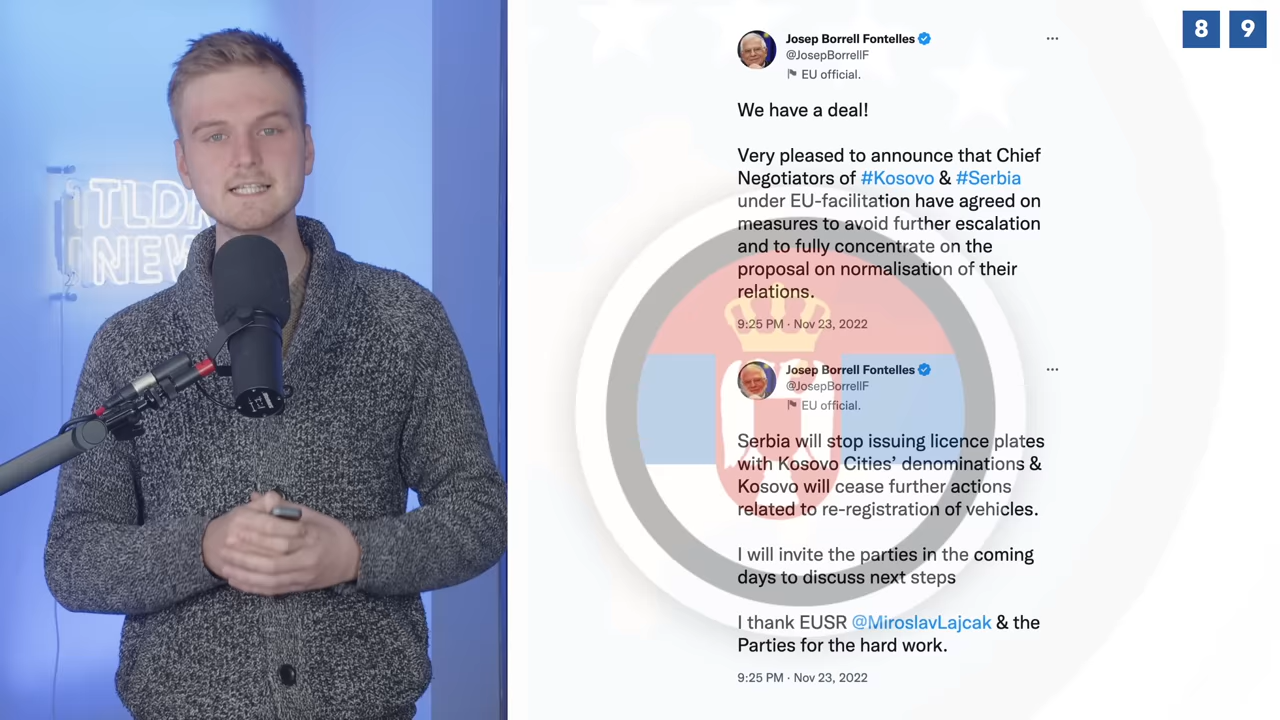 TLDR
NEW
8 9
Josep Borrell Fontelles
@JosepBorrellF
EU official.
We have a deal!
Very pleased to announce that Chief
Negotiators of #Kosovo & #Serbia
under EU-facilitation have agreed on
measures to avoid further escalation
and to fully concentrate on the
proposal on normalisation of their
relations.
9:25 PM · Nov 23, 2022
Josep Borrell Fontelles
@JosepBorrellF
EU official.
Serbia will stop issuing licence plates
with Kosovo Cities’ denominations &
Kosovo will cease further actions
related to re-registration of vehicles.
I will invite the parties in the coming
days to discuss next steps
I thank EUSR @MiroslavLajcak & the
Parties for the hard work.
9:25 PM · Nov 23, 2022